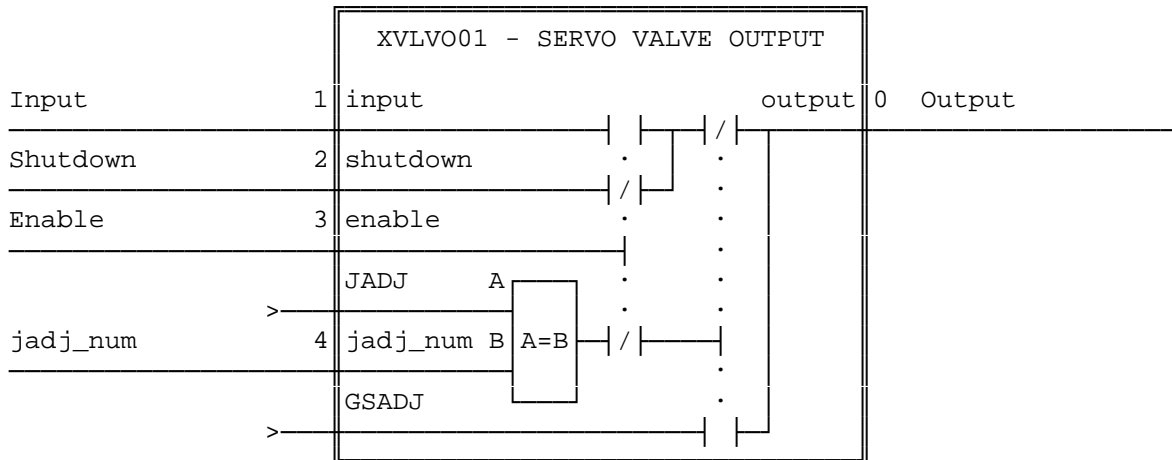 XVLVO01 - SERVO VALVE OUTPUT
Input 1 input output 0 Output
Shutdown 2 shutdown
Enable 3 enable
JADJ A
>
jadj_num 4 jadj_num B A=B
GSADJ
>